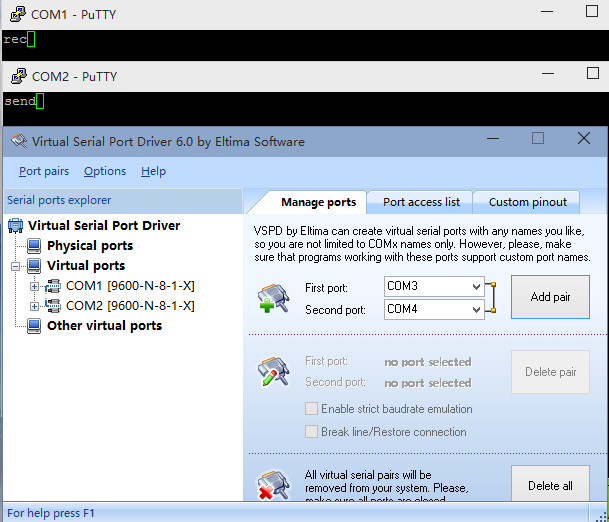 COM1 - PuTTY
rec
COM2 - PuTTY
send
Virtual Serial Port Driver 6.0 by Eltima Software
Port pairs Options Help
Serial ports explorer
Virtual Serial Port Driver
Physical ports
Virtual ports
COM1 [9600-N-8-1-X]
COM2 [9600-N-8-1-X]
Other virtual ports
Manage ports Port access list Custom pinout
VSPD by Eltima can create virtual serial ports with any names you like,
so you are not limited to COMx names only. However, please, make
sure that programs working with these ports support custom port names.
First port: COM3
Second port: COM4
Add pair
First port: no port selected
Second port: no port selected
Delete pair
Enable strict baudrate emulation
Break line/Restore connection
All virtual serial pairs will be
removed from your system. Please,
make sure all ports are closed
Delete all
For help press F1